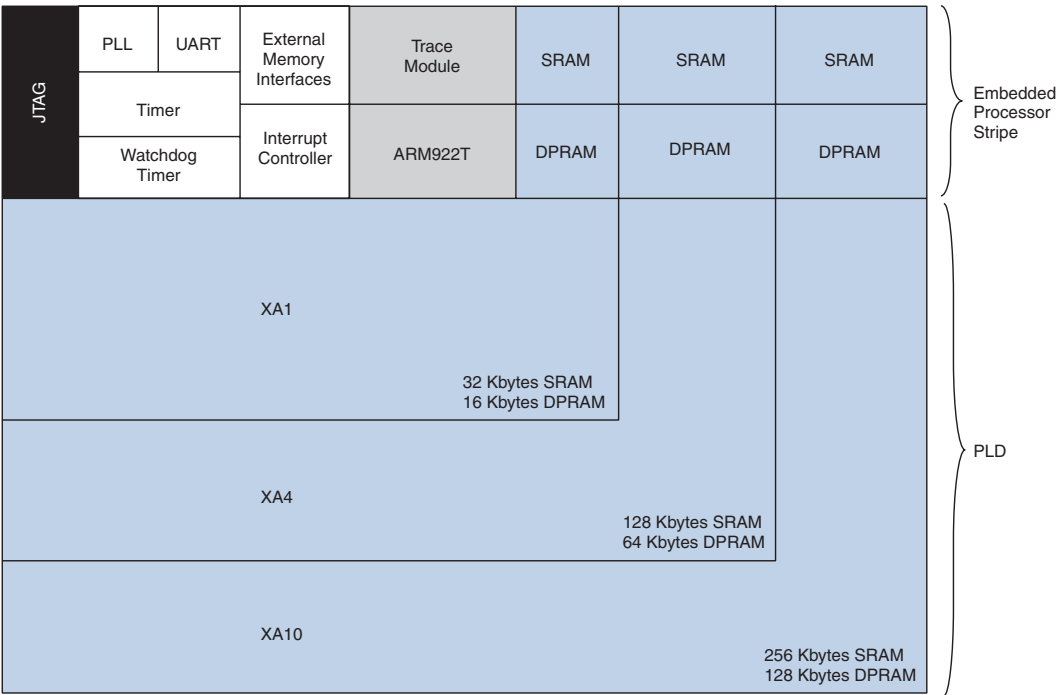 JTAG
PLL
UART
External
Memory
Interfaces
Trace
Module
SRAM
SRAM
SRAM
Timer
Watchdog
Timer
Interrupt
Controller
ARM922T
DPRAM
DPRAM
DPRAM
Embedded
Processor
Stripe
XA1
32 Kbytes SRAM
16 Kbytes DPRAM
PLD
XA4
128 Kbytes SRAM
64 Kbytes DPRAM
XA10
256 Kbytes SRAM
128 Kbytes DPRAM